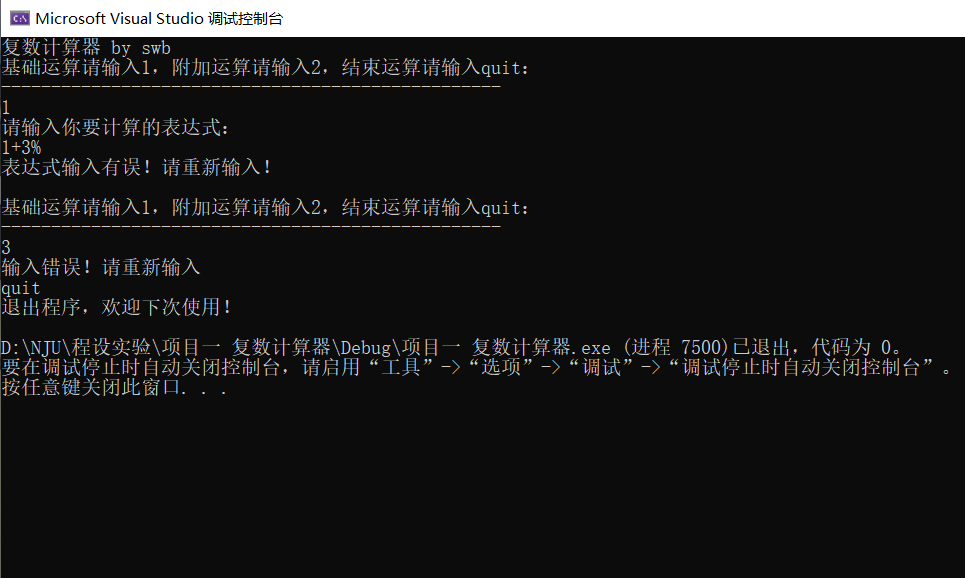 Microsoft Visual Studio 调试控制台
复数计算器 by swb
基础运算请输入1，附加运算请输入2，结束运算请输入quit：
--------------------------------------------------
1
请输入你要计算的表达式：
1+3%
表达式输入有误！请重新输入！
基础运算请输入1，附加运算请输入2，结束运算请输入quit：
--------------------------------------------------
3
输入错误！请重新输入
quit
退出程序，欢迎下次使用！
D:\NJU\程设实验\项目一 复数计算器\Debug\项目一 复数计算器.exe (进程 7500)已退出，代码为 0。
要在调试停止时自动关闭控制台，请启用“工具”->“选项”->“调试”->“调试停止时自动关闭控制台”。
按任意键关闭此窗口. . .